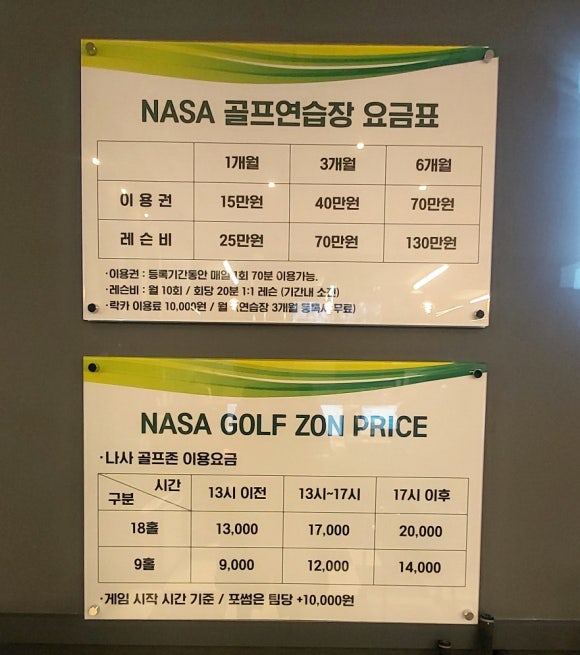 NASA 골프연습장 요금표
1개월 3개월 6개월
이 용 권 15만원 40만원 70만원
레 슨 비 25만원 70만원 130만원
·이용권 : 등록기간동안 매일 1회 70분 이용가능.
·레슨비 : 월 10회 / 회당 20분 1:1 레슨 (기간내 소진)
·락카 이용료 10,000원 / 월 (연습장 3개월 등록시 무료)
NASA GOLF ZON PRICE
·나사 골프존 이용요금
시간
구분 13시 이전 13시~17시 17시 이후
18홀 13,000 17,000 20,000
9홀 9,000 12,000 14,000
·게임 시작 시간 기준 / 포썸은 팀당 +10,000원